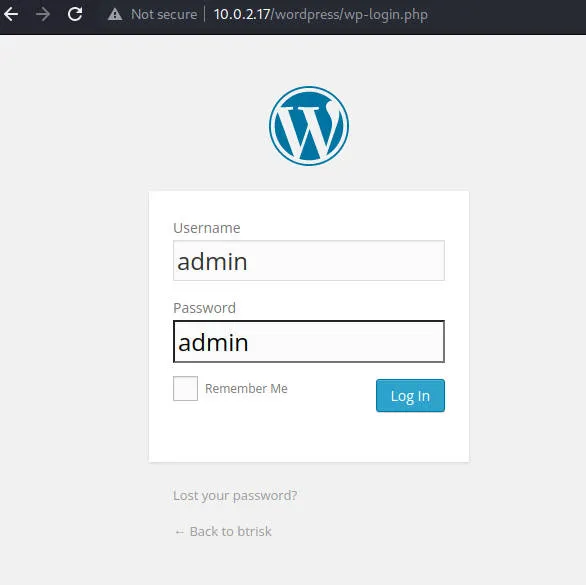 Not secure 10.0.2.17/wordpress/wp-login.php
W
Username
admin
Password
admin
Remember Me
Log In
Lost your password?
← Back to btrisk